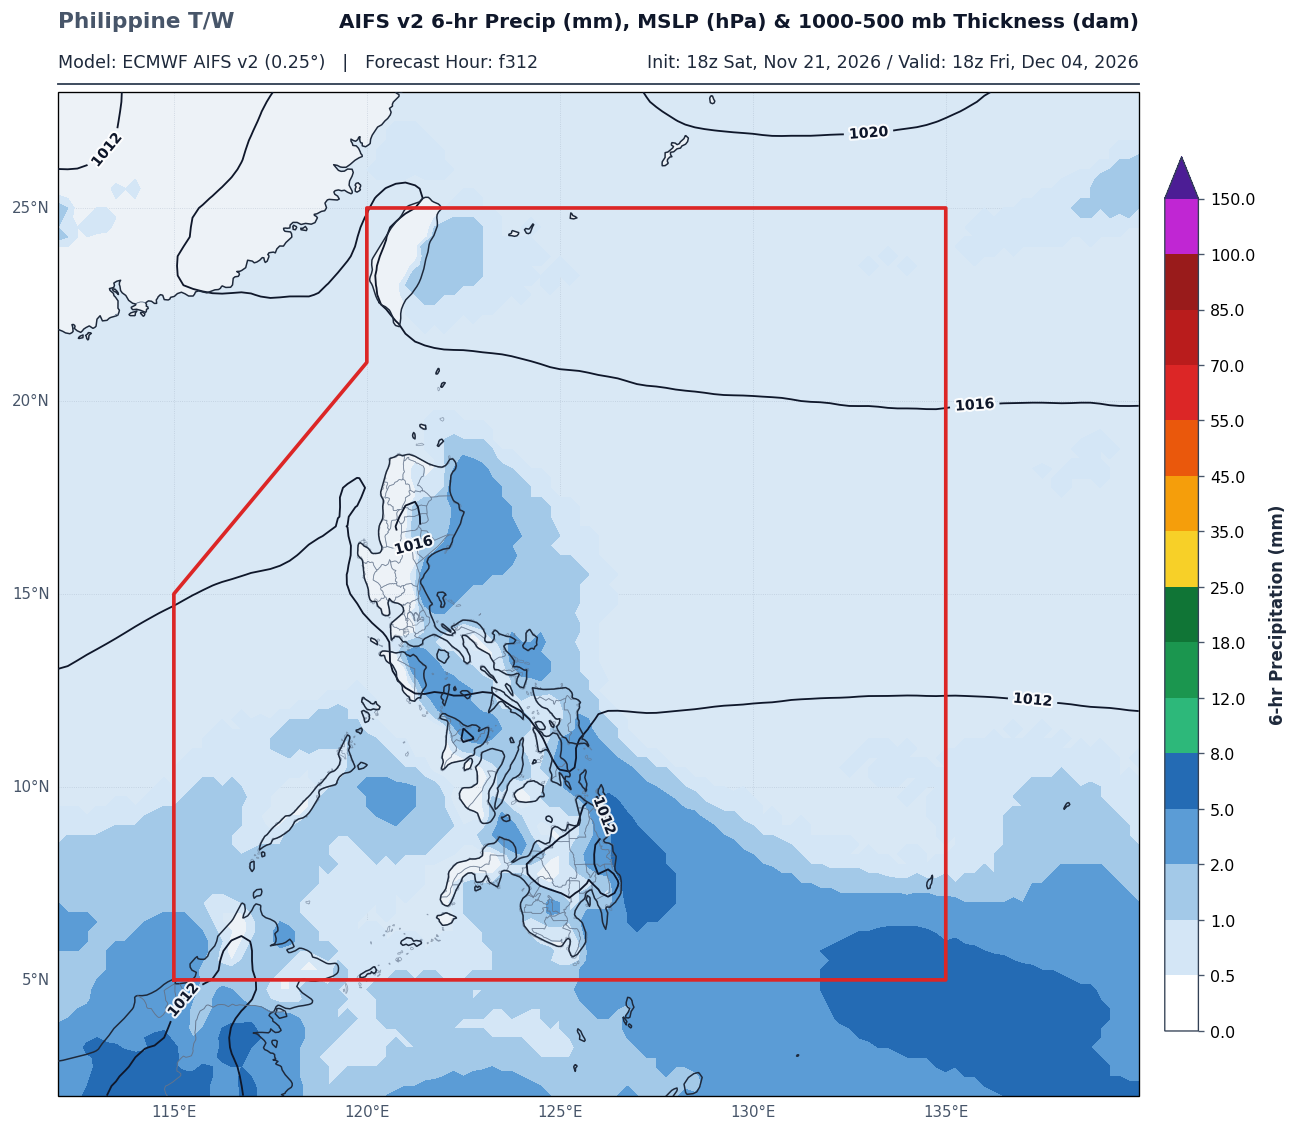 Philippine T/W
AIFS v2 6-hr Precip (mm), MSLP (hPa) & 1000-500 mb Thickness (dam)
Model: ECMWF AIFS v2 (0.25°)   |   Forecast Hour: f312
Init: 18z Sat, Nov 21, 2026 / Valid: 18z Fri, Dec 04, 2026
1012
1020
1016
1016
1012
1012
1012
25°N
20°N
15°N
10°N
5°N
115°E
120°E
125°E
130°E
135°E
150.0
100.0
85.0
70.0
55.0
45.0
35.0
25.0
18.0
12.0
8.0
5.0
2.0
1.0
0.5
0.0
6-hr Precipitation (mm)